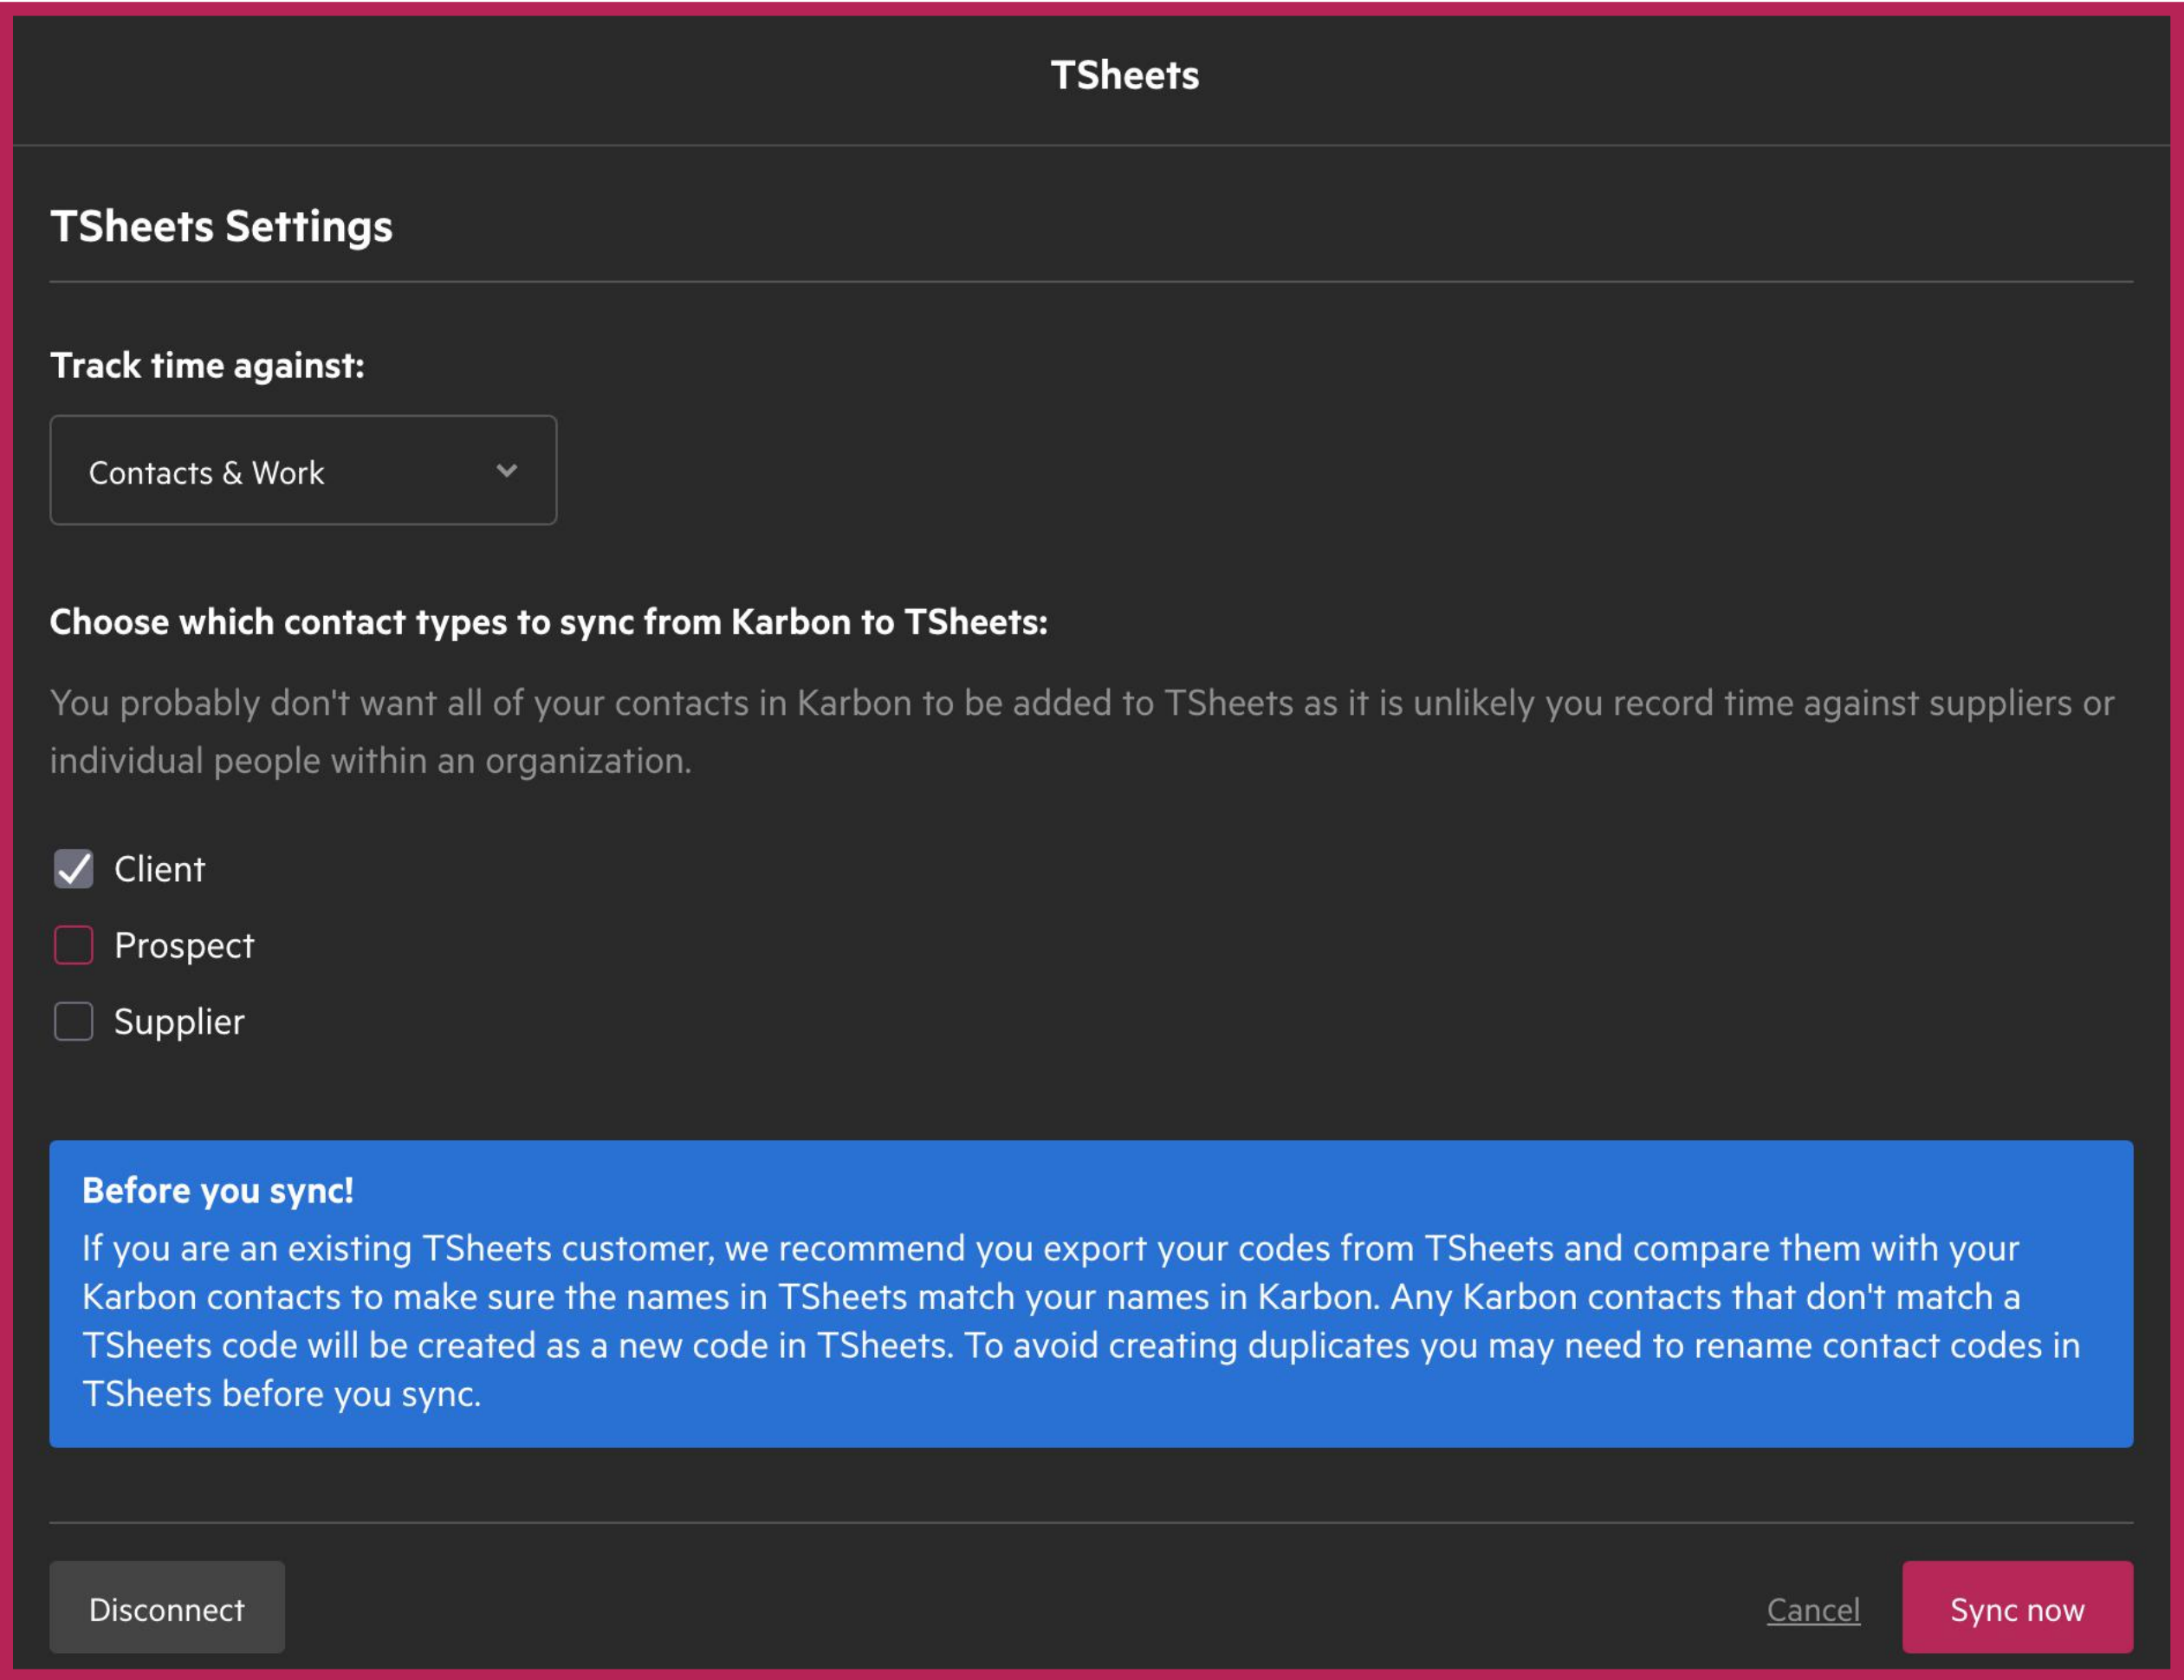 TSheets
TSheets Settings
Track time against:
Contacts & Work
Choose which contact types to sync from Karbon to TSheets:
You probably don't want all of your contacts in Karbon to be added to TSheets as it is unlikely you record time against suppliers or
individual people within an organization.
Client
Prospect
Supplier
Before you sync!
If you are an existing TSheets customer, we recommend you export your codes from TSheets and compare them with your
Karbon contacts to make sure the names in TSheets match your names in Karbon. Any Karbon contacts that don't match a
TSheets code will be created as a new code in TSheets. To avoid creating duplicates you may need to rename contact codes in
TSheets before you sync.
Disconnect
Cancel
Sync now